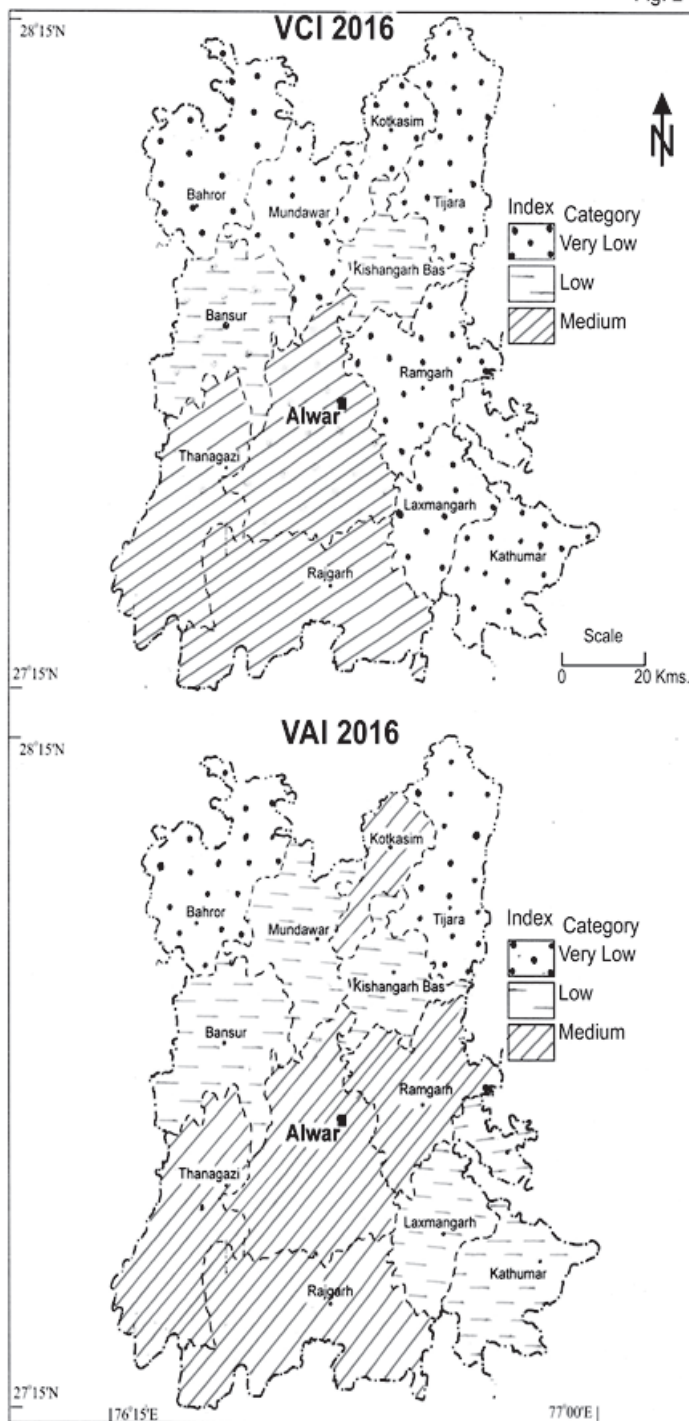 VCI 2016
28°15'N
N
Kotkasim
Bahror
Mundawar
Tijara
Index Category
Very Low
Low
Medium
Kishangarh Bas
Bansur
Ramgarh
Alwar
Thanagazi
Laxmangarh
Kathumar
Rajgarh
Scale
0 20 Kms.
27°15'N
VAI 2016
28°15'N
Kotkasim
Bahror
Mundawar
Tijara
Index Category
Very Low
Low
Medium
Kishangarh Bas
Bansur
Ramgarh
Alwar
Thanagazi
Laxmangarh
Kathumar
Rajgarh
27°15'N
76°15'E 77°00'E